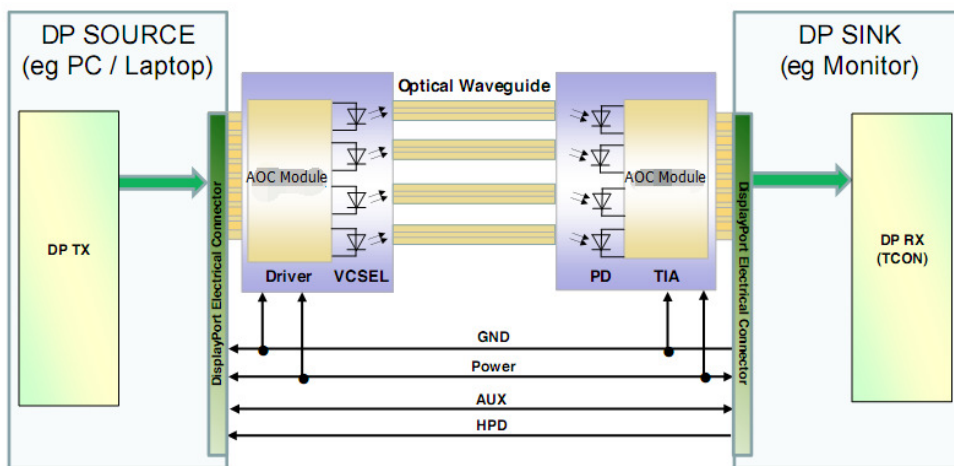 DP SOURCE
(eg PC / Laptop)
DP TX
DisplayPort Electrical Connector
AOC Module
Driver
VCSEL
Optical Waveguide
AOC Module
PD
TIA
DisplayPort Electrical Connector
DP SINK
(eg Monitor)
DP RX
(TCON)
GND
Power
AUX
HPD